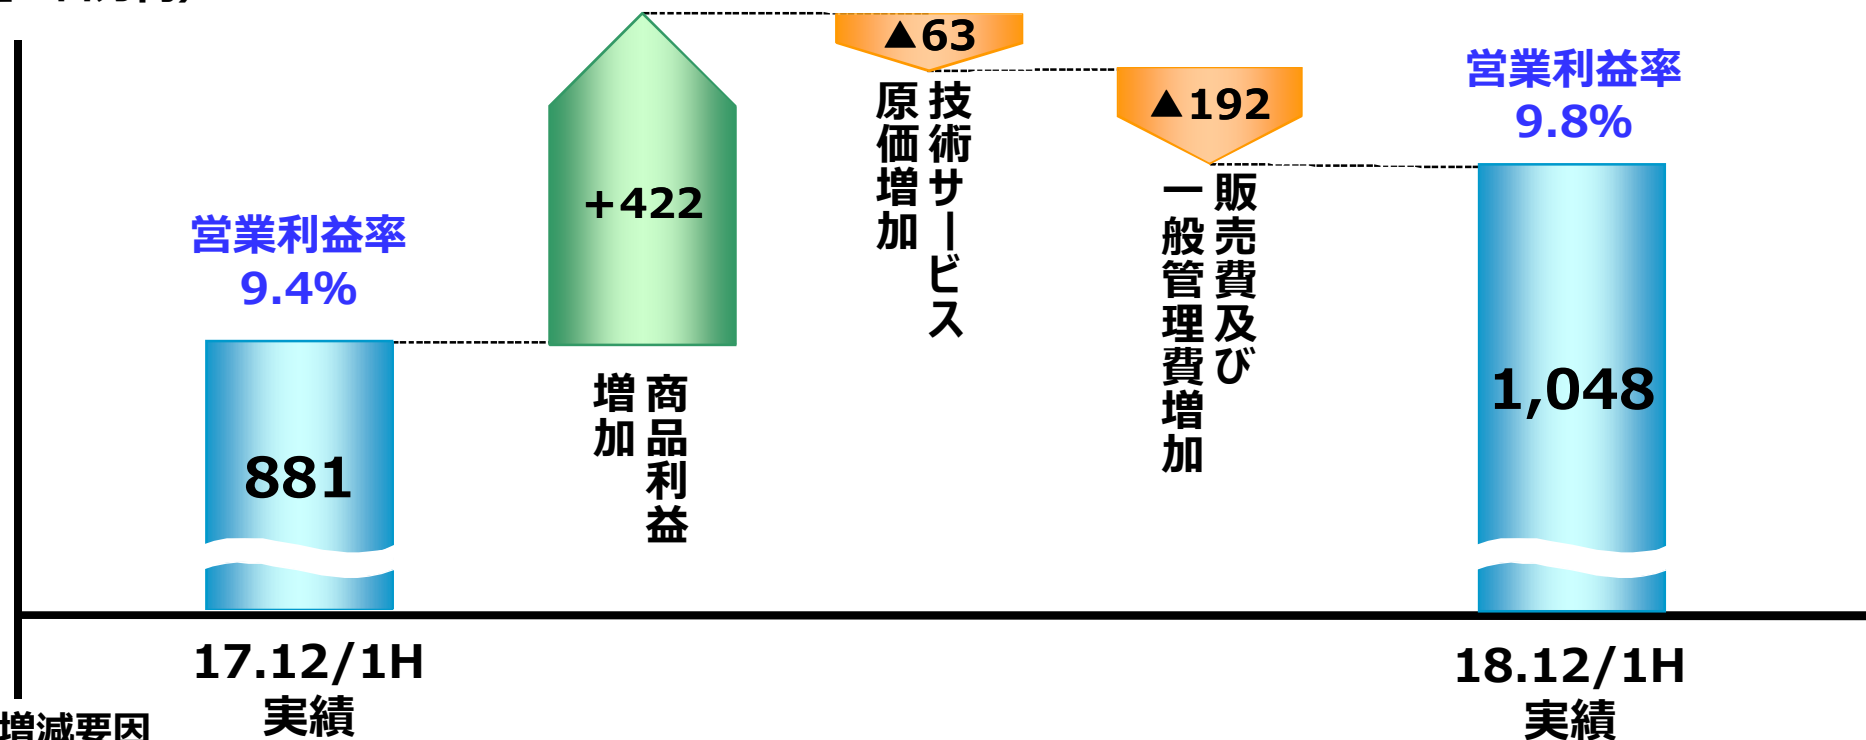 営業利益率
9.4%
881
17.12/1H
実績
+422
商品利益
増加
▲63
技術サービス
原価増加
▲192
販売費及び
一般管理費増加
営業利益率
9.8%
1,048
18.12/1H
実績
増減要因